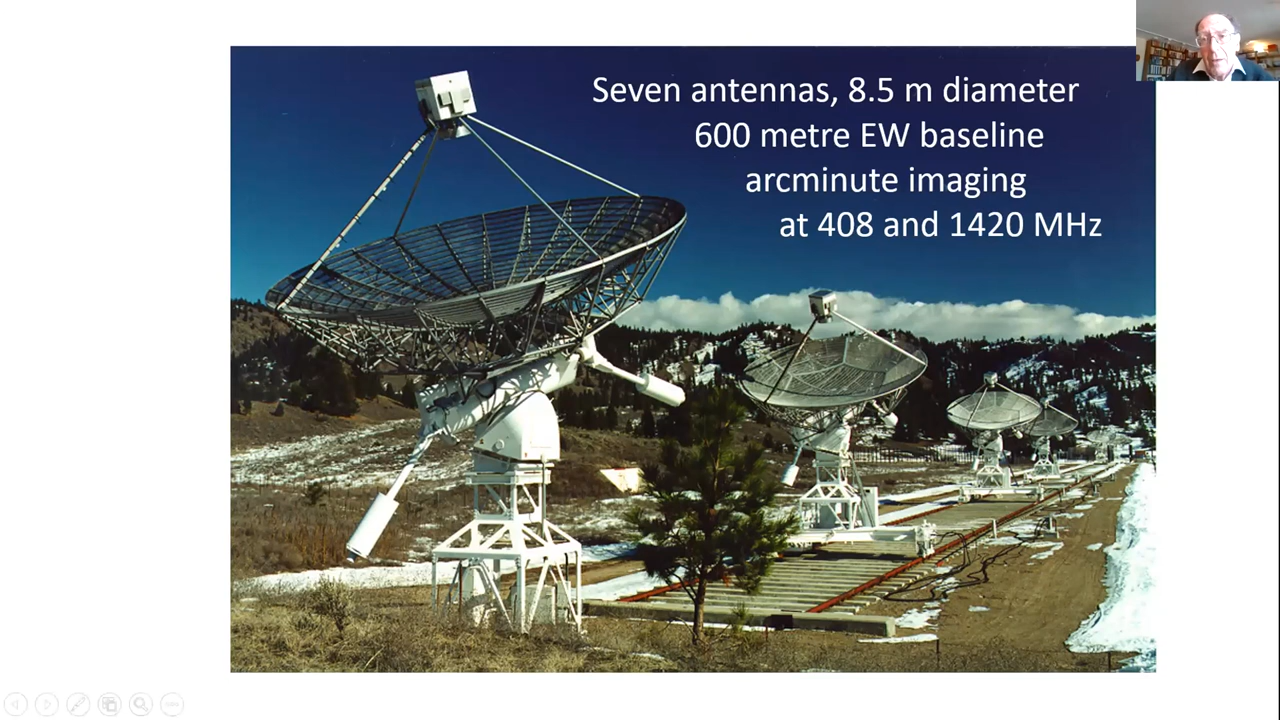 Seven antennas, 8.5 m diameter
600 metre EW baseline
arcminute imaging
at 408 and 1420 MHz